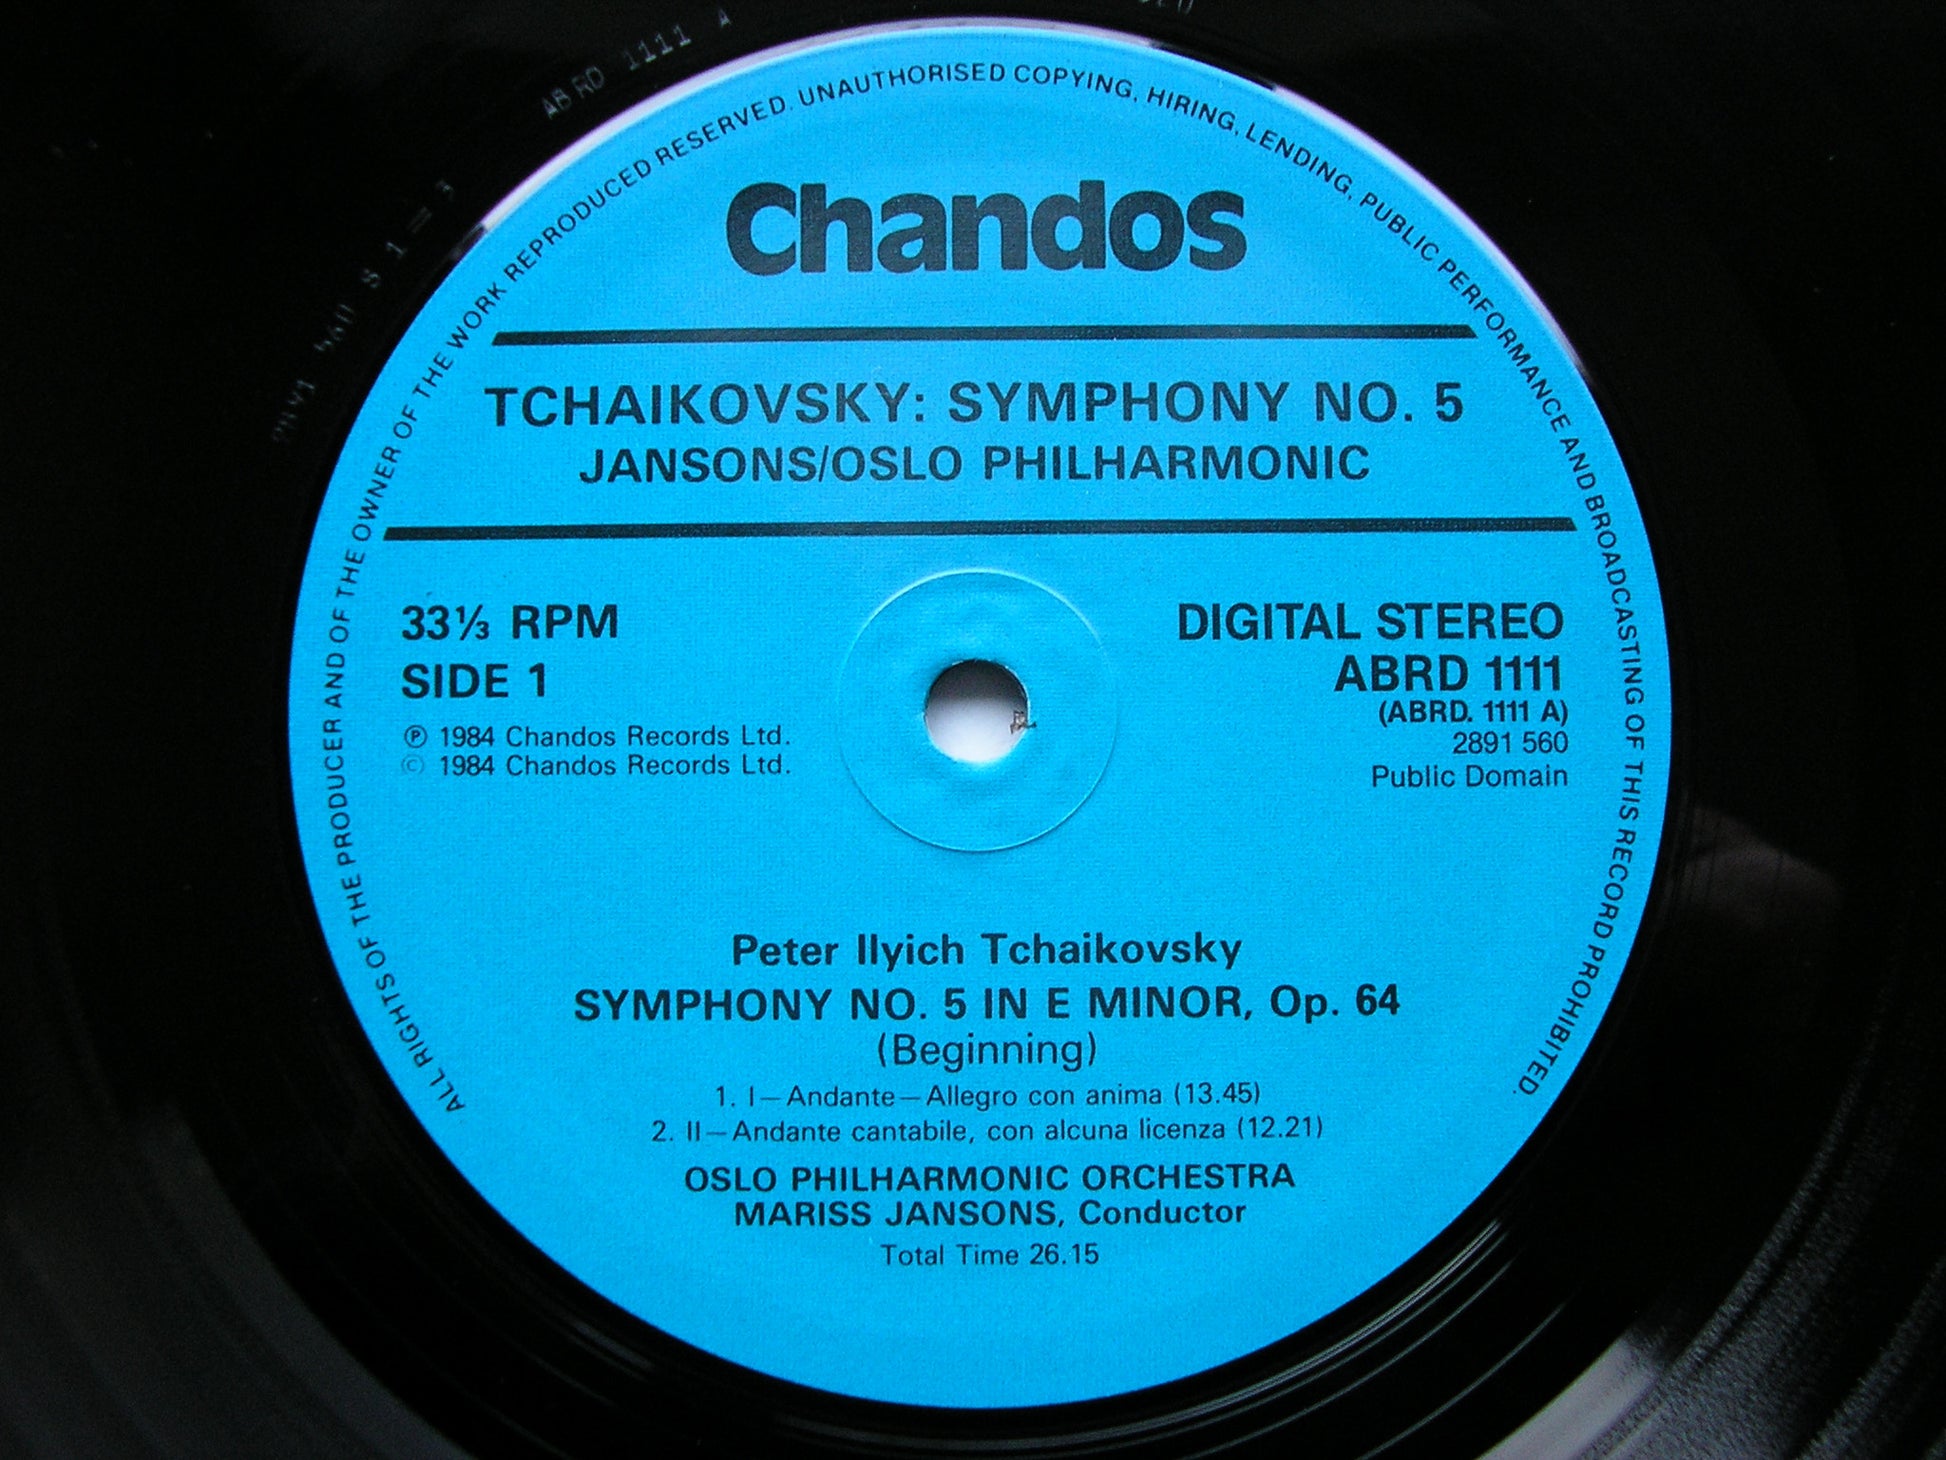 ABRD 1111 A
ALL RIGHTS OF THE PRODUCER AND OF THE OWNER OF THE WORK REPRODUCED RESERVED. UNAUTHORISED COPYING, HIRING, LENDING, PUBLIC PERFORMANCE AND BROADCASTING OF THIS RECORD PROHIBITED.
Chandos
TCHAIKOVSKY: SYMPHONY NO. 5
JANSONS/OSLO PHILHARMONIC
33⅓ RPM
SIDE 1
℗ 1984 Chandos Records Ltd.
© 1984 Chandos Records Ltd.
DIGITAL STEREO
ABRD 1111
(ABRD. 1111 A)
2891 560
Public Domain
Peter Ilyich Tchaikovsky
SYMPHONY NO. 5 IN E MINOR, Op. 64
(Beginning)
1. I—Andante—Allegro con anima (13.45)
2. II—Andante cantabile, con alcuna licenza (12.21)
OSLO PHILHARMONIC ORCHESTRA
MARISS JANSONS, Conductor
Total Time 26.15